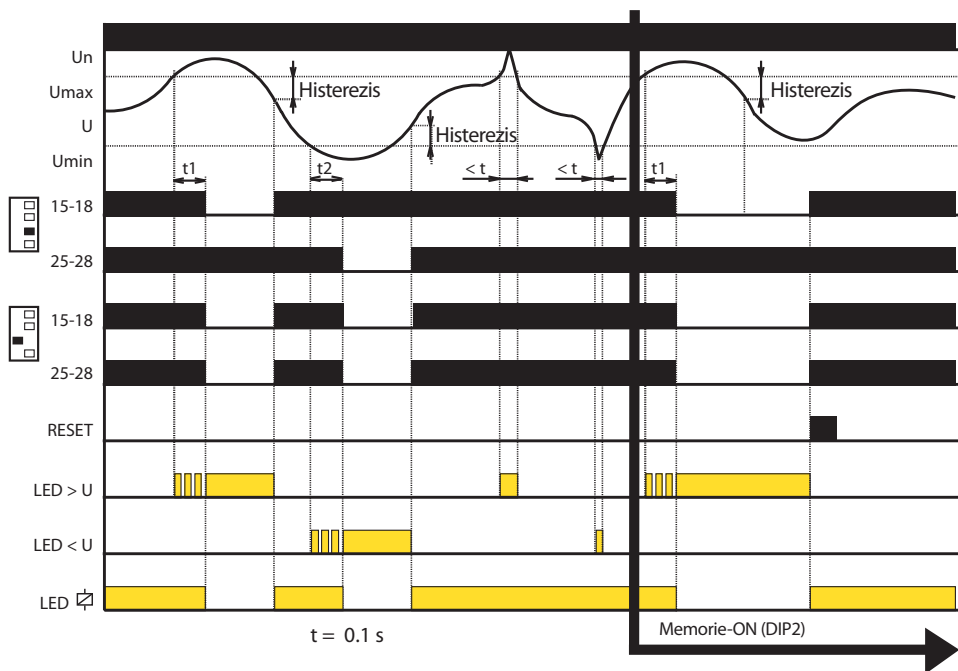 Un
Umax
Histerezis
Histerezis
U
Histerezis
Umin
t1
t2
< t
< t
t1
15-18
25-28
15-18
25-28
RESET
LED > U
LED < U
LED
t = 0.1 s
Memorie-ON (DIP2)